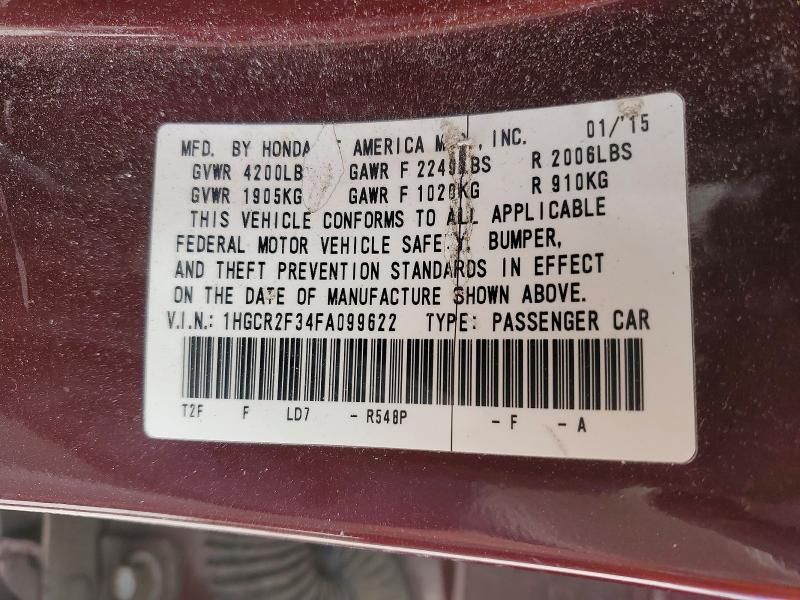 MFD. BY HONDA AMERICA INC. 01/'15
GVWR 4200LB GAWR F R 2006LBS
GVWR 1905KG GAWR F 1020KG R 910KG
THIS VEHICLE CONFORMS TO ALL APPLICABLE
FEDERAL MOTOR VEHICLE SAFETY, BUMPER,
AND THEFT PREVENTION STANDARDS IN EFFECT
ON THE DATE OF MANUFACTURE SHOWN ABOVE.
V.I.N.: 1HGCR2F34FA099622 TYPE: PASSENGER CAR
T2F F LD7 - R548P - F - A